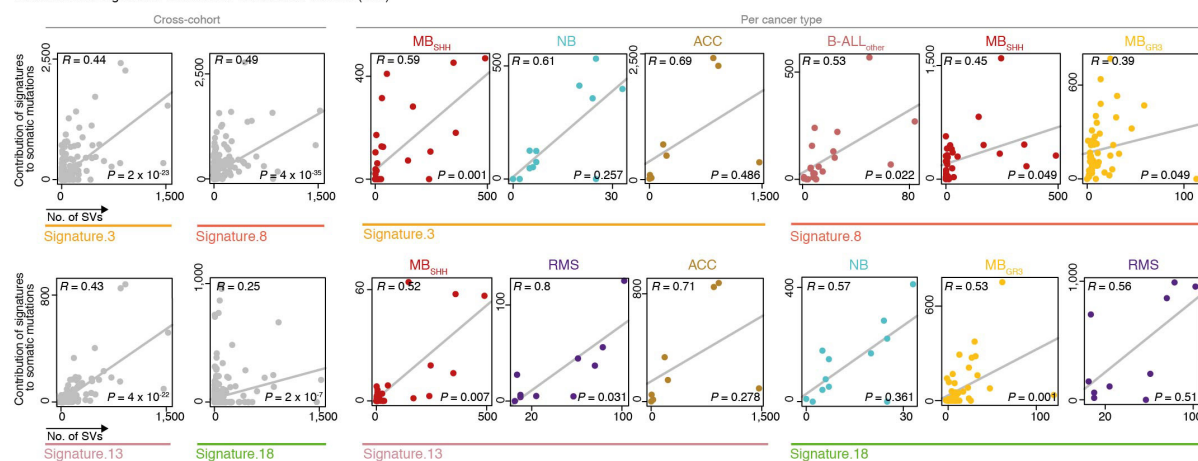 Cross-cohort
Per cancer type
MBSHH
NB
ACC
B-ALLother
MBSHH
MBGR3
Contribution of signatures
to somatic mutations
2,500
0
R = 0.44
P = 2 x 10-23
0
1,500
2,500
0
R = 0.49
P = 4 x 10-35
0
1,500
400
0
R = 0.59
P = 0.001
0
500
500
0
R = 0.61
P = 0.257
0
30
2,500
0
R = 0.69
P = 0.486
0
1,500
500
0
R = 0.53
P = 0.022
0
80
1,500
0
R = 0.45
P = 0.049
0
500
600
0
R = 0.39
P = 0.049
0
100
No. of SVs
Signature.3
Signature.8
Signature.3
Signature.8
MBSHH
RMS
ACC
NB
MBGR3
RMS
Contribution of signatures
to somatic mutations
0
R = 0.43
P = 4 x 10-22
0
1,500
1,000
0
R = 0.25
P = 2 x 10-7
0
1,500
60
0
R = 0.52
P = 0.007
0
500
100
0
R = 0.8
P = 0.031
20
100
800
0
R = 0.71
P = 0.278
0
1,500
400
0
R = 0.57
P = 0.361
0
30
600
0
R = 0.53
P = 0.001
0
100
1,000
0
R = 0.56
P = 0.51
20
No. of SVs
Signature.13
Signature.18
Signature.13
Signature.18